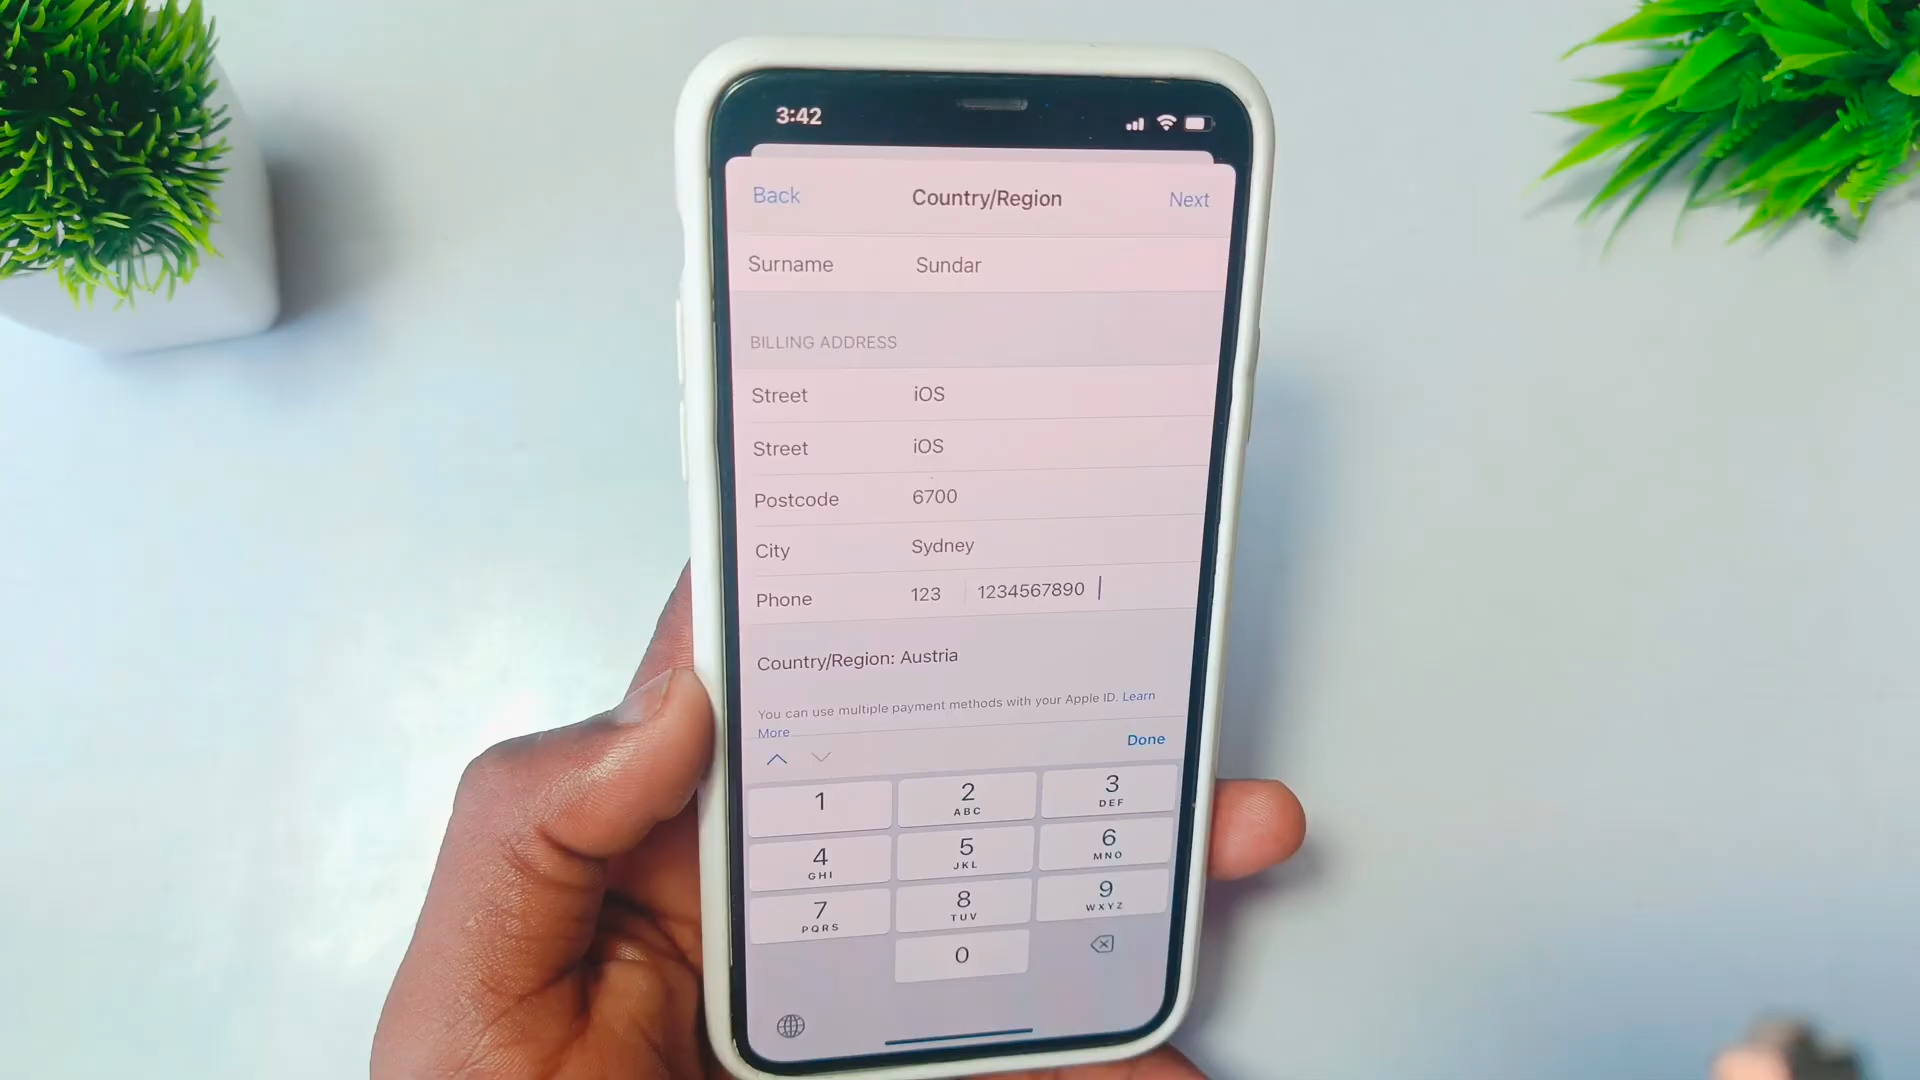 3:42
Back Country/Region Next
Surname Sundar
BILLING ADDRESS
Street iOS
Street iOS
Postcode 6700
City Sydney
Phone 123 1234567890
Country/Region: Austria
You can use multiple payment methods with your Apple ID. Learn
More
Done
1 2 3
ABC DEF
4 5 6
GHI JKL MNO
7 8 9
PQRS TUV WXYZ
0